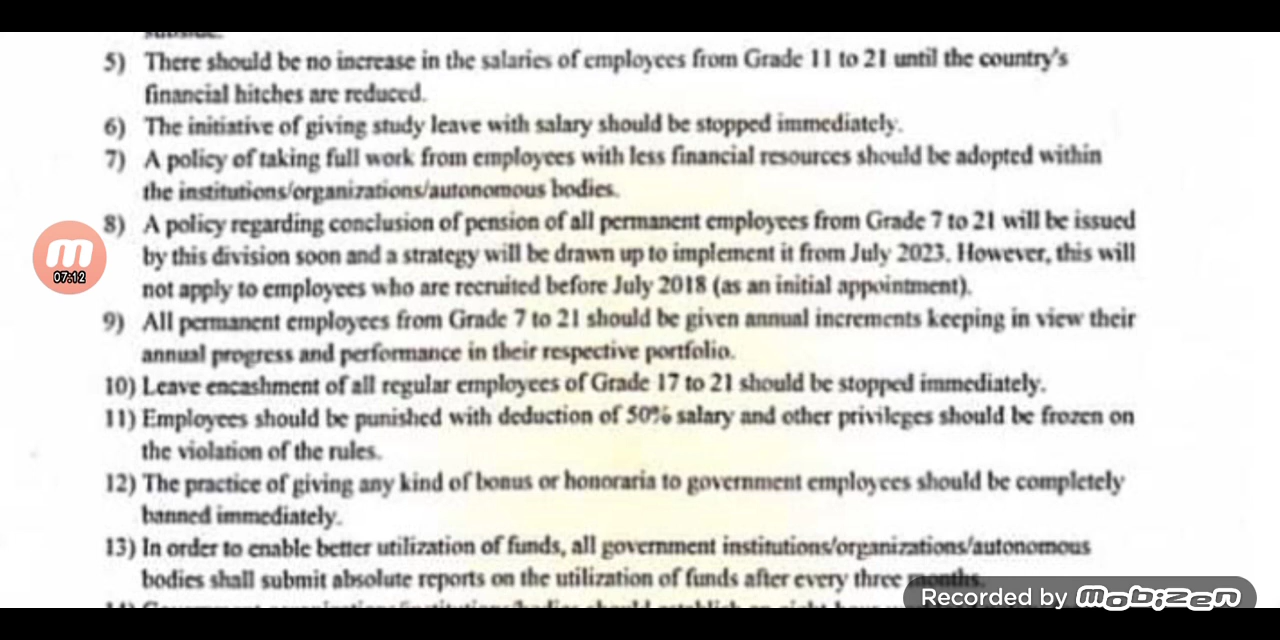 5) There should be no increase in the salaries of employees from Grade 11 to 21 until the country's
financial hitches are reduced.
6) The initiative of giving study leave with salary should be stopped immediately.
7) A policy of taking full work from employees with less financial resources should be adopted within
the institutions/organizations/autonomous bodies.
8) A policy regarding conclusion of pension of all permanent employees from Grade 7 to 21 will be issued
by this division soon and a strategy will be drawn up to implement it from July 2023. However, this will
not apply to employees who are recruited before July 2018 (as an initial appointment).
9) All permanent employees from Grade 7 to 21 should be given annual increments keeping in view their
annual progress and performance in their respective portfolio.
10) Leave encashment of all regular employees of Grade 17 to 21 should be stopped immediately.
11) Employees should be punished with deduction of 50% salary and other privileges should be frozen on
the violation of the rules.
12) The practice of giving any kind of bonus or honoraria to government employees should be completely
banned immediately.
13) In order to enable better utilization of funds, all government institutions/organizations/autonomous
bodies shall submit absolute reports on the utilization of funds after every three months.
07:12
Recorded by mobizen